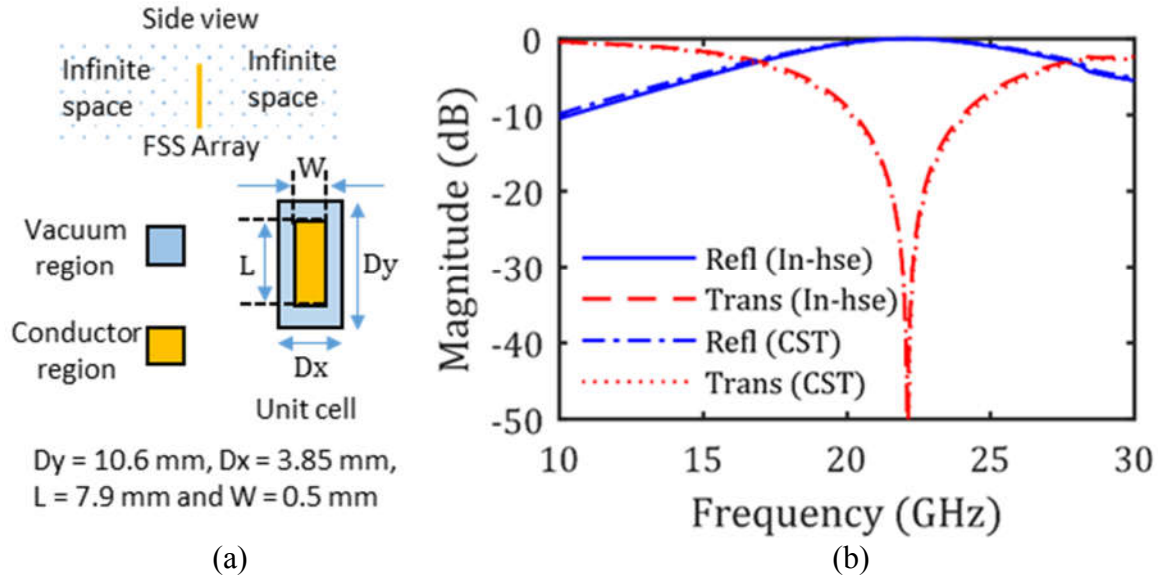 Side view
Infinite space
Infinite space
FSS Array
W
Vacuum region
L
Dy
Conductor region
Dx
Unit cell
Dy = 10.6 mm, Dx = 3.85 mm,
L = 7.9 mm and W = 0.5 mm
(a)
Magnitude (dB)
0
-10
-20
-30
-40
-50
Refl (In-hse)
Trans (In-hse)
Refl (CST)
Trans (CST)
10
15
20
25
30
Frequency (GHz)
(b)